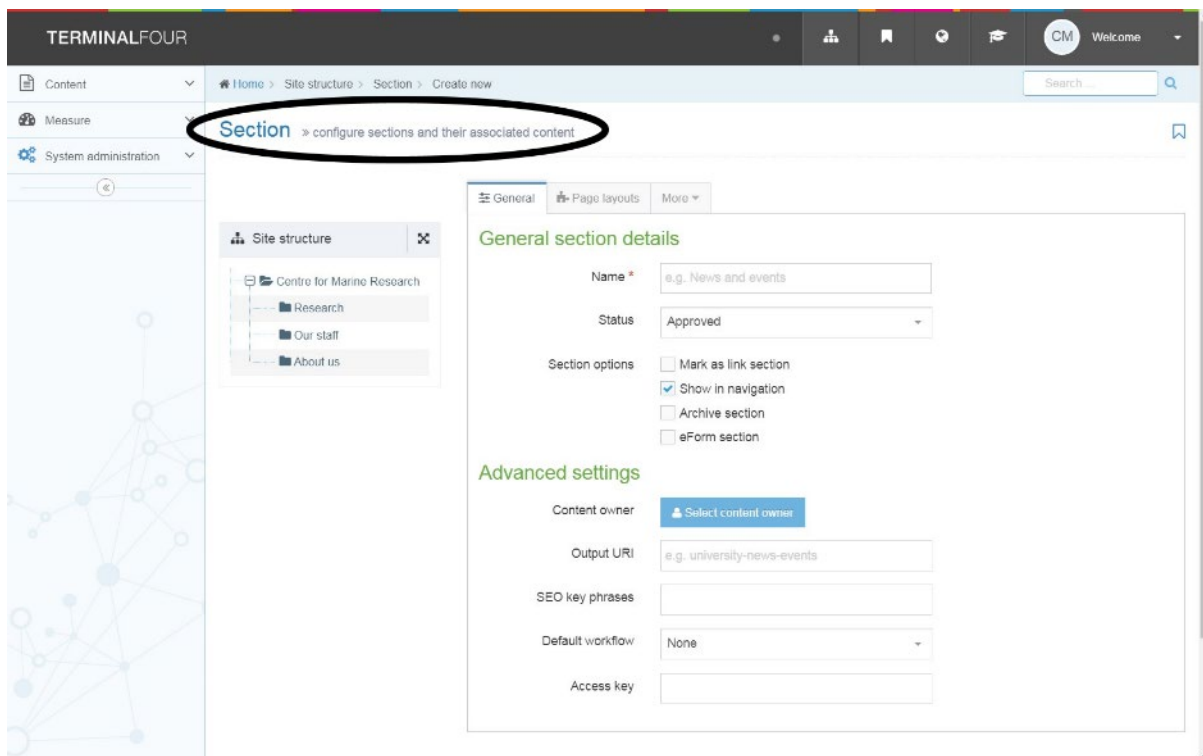 TERMINALFOUR
CM Welcome
Content
Home > Site structure > Section > Create new
Search ...
Measure
Section » configure sections and their associated content
System administration
General Page layouts More
Site structure
General section details
Centre for Marine Research
Name * e.g. News and events
Research
Status Approved
Our staff
About us
Section options Mark as link section
Show in navigation
Archive section
eForm section
Advanced settings
Content owner Select content owner
Output URI e.g. university-news-events
SEO key phrases
Default workflow None
Access key